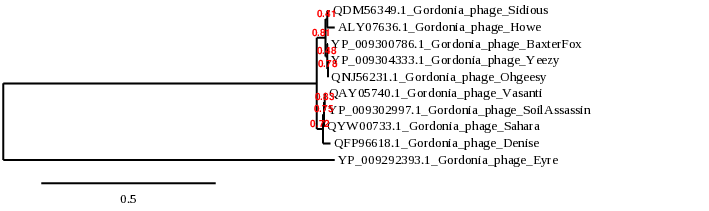 QDM56349.1_Gordonia_phage_Sidious
ALY07636.1_Gordonia_phage_Howe
YP_009300786.1_Gordonia_phage_BaxterFox
YP_009304333.1_Gordonia_phage_Yeezy
QNJ56231.1_Gordonia_phage_Ohgeesy
QAY05740.1_Gordonia_phage_Vasanti
YP_009302997.1_Gordonia_phage_SoilAssassin
QYW00733.1_Gordonia_phage_Sahara
QFP96618.1_Gordonia_phage_Denise
YP_009292393.1_Gordonia_phage_Eyre
0.5